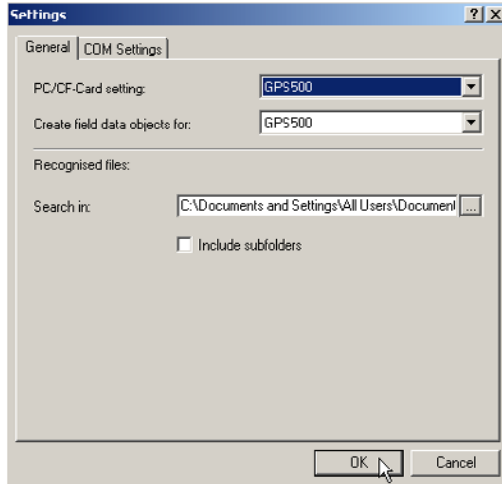 Settings
General COM Settings
PC/CF-Card setting: GPS500
Create field data objects for: GPS500
Recognised files:
Search in: C:\Documents and Settings\All Users\Document ...
Include subfolders
OK Cancel